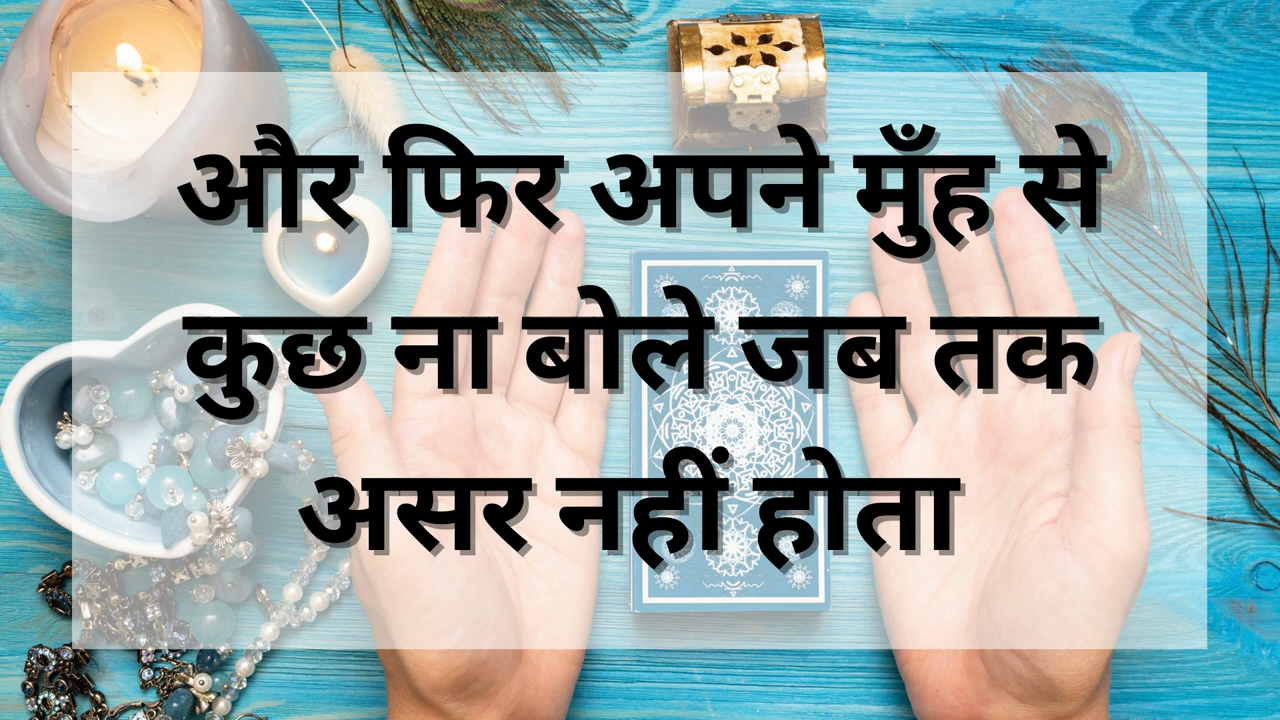 और फिर अपने मुँह से
कुछ ना बोले जब तक
असर नहीं होता